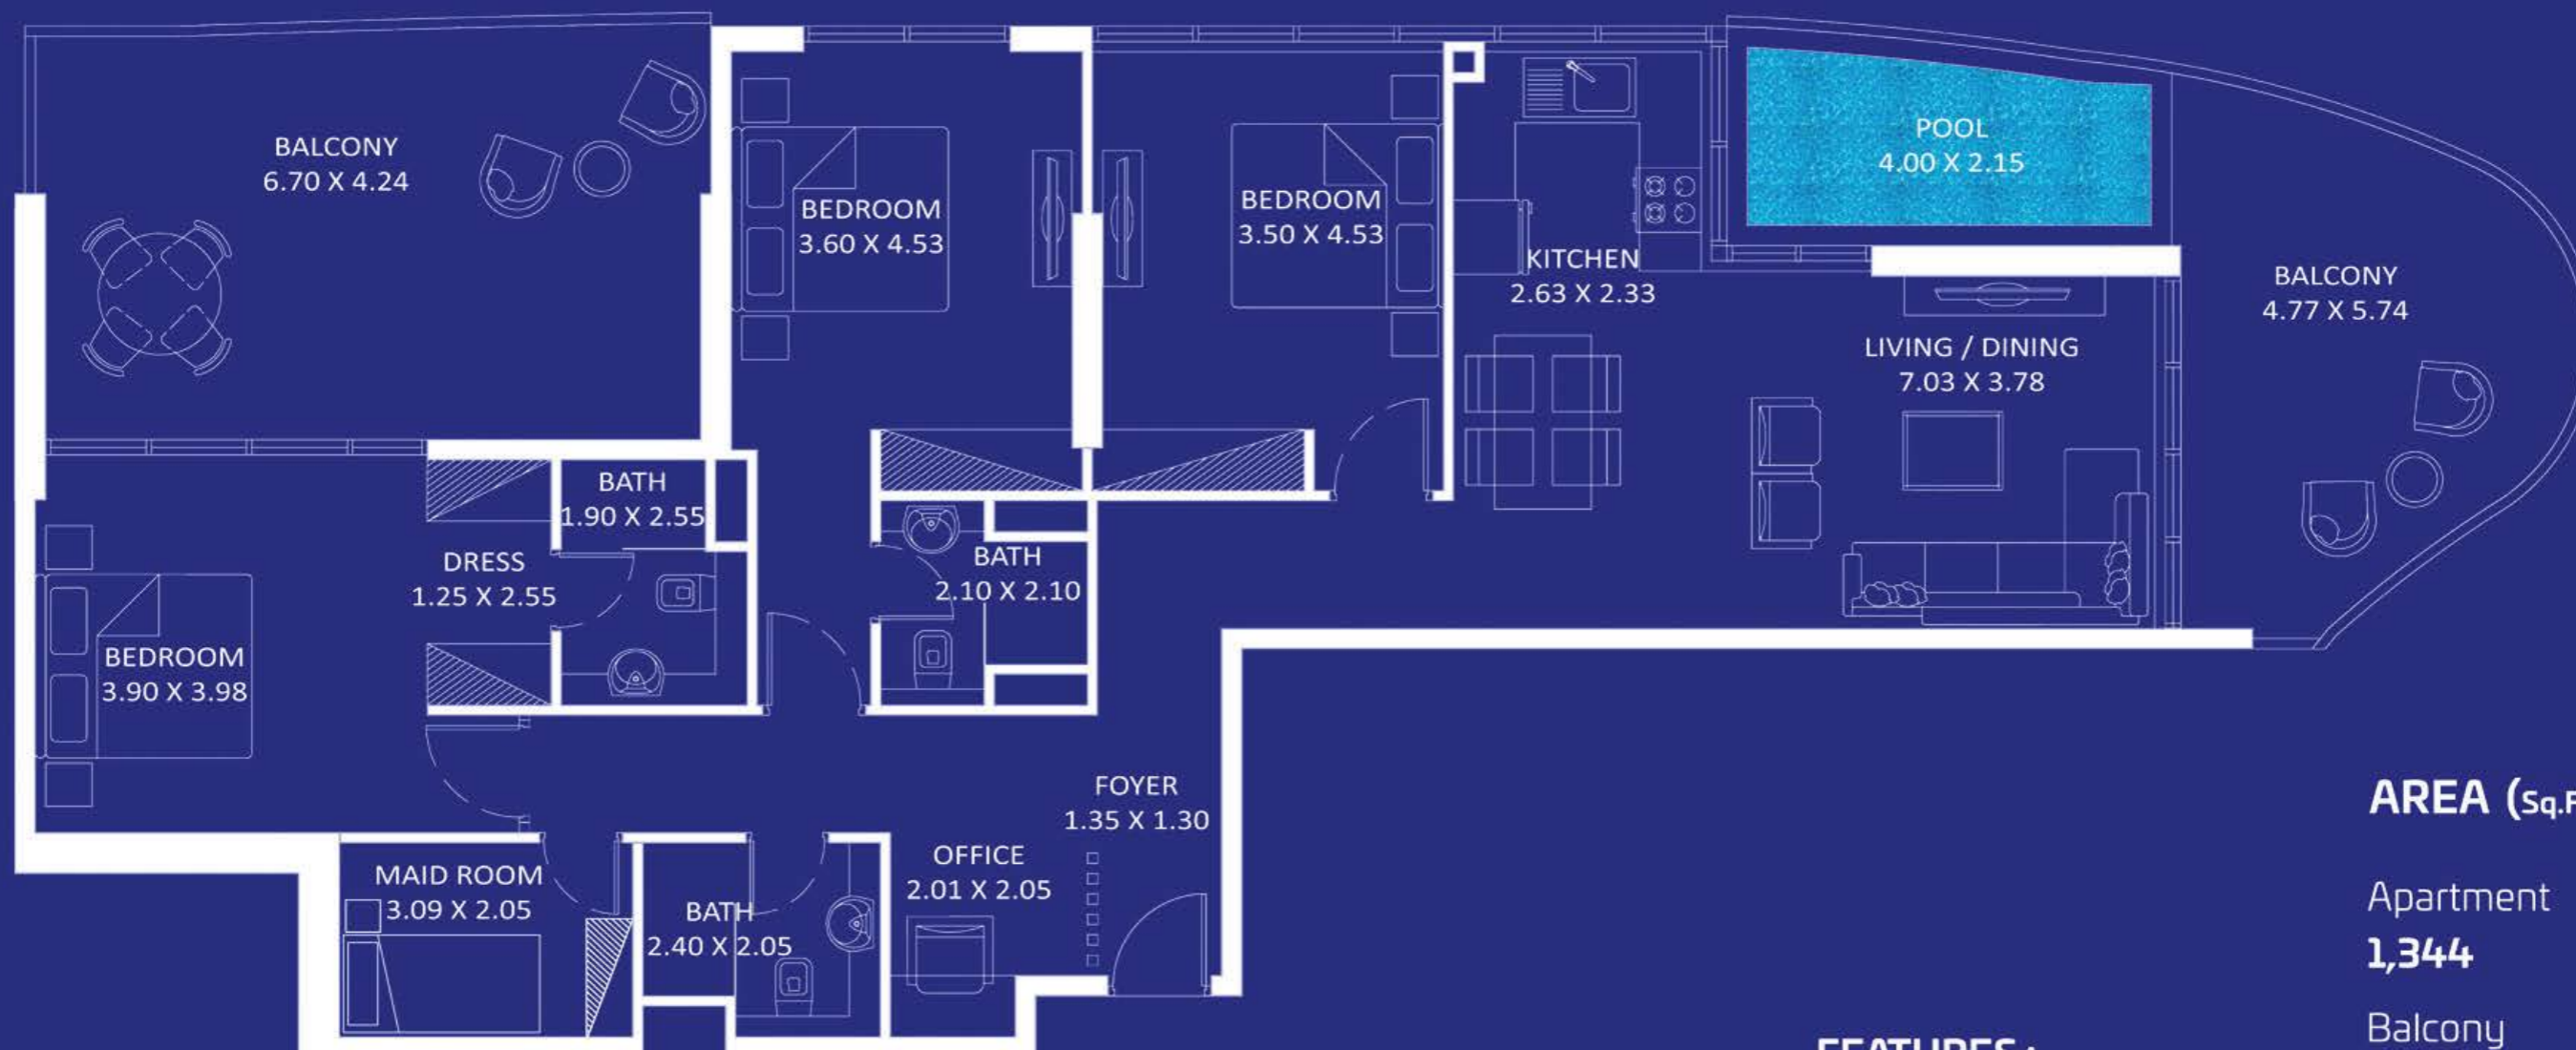 BALCONY
6.70 X 4.24
BEDROOM
3.60 X 4.53
BEDROOM
3.50 X 4.53
POOL
4.00 X 2.15
KITCHEN
2.63 X 2.33
BALCONY
4.77 X 5.74
LIVING / DINING
7.03 X 3.78
BATH
1.90 X 2.55
DRESS
1.25 X 2.55
BATH
2.10 X 2.10
BEDROOM
3.90 X 3.98
FOYER
1.35 X 1.30
OFFICE
2.01 X 2.05
MAID ROOM
3.09 X 2.05
BATH
2.40 X 2.05
AREA (Sq.F
Apartment
1,344
Balcony
FEATURES :